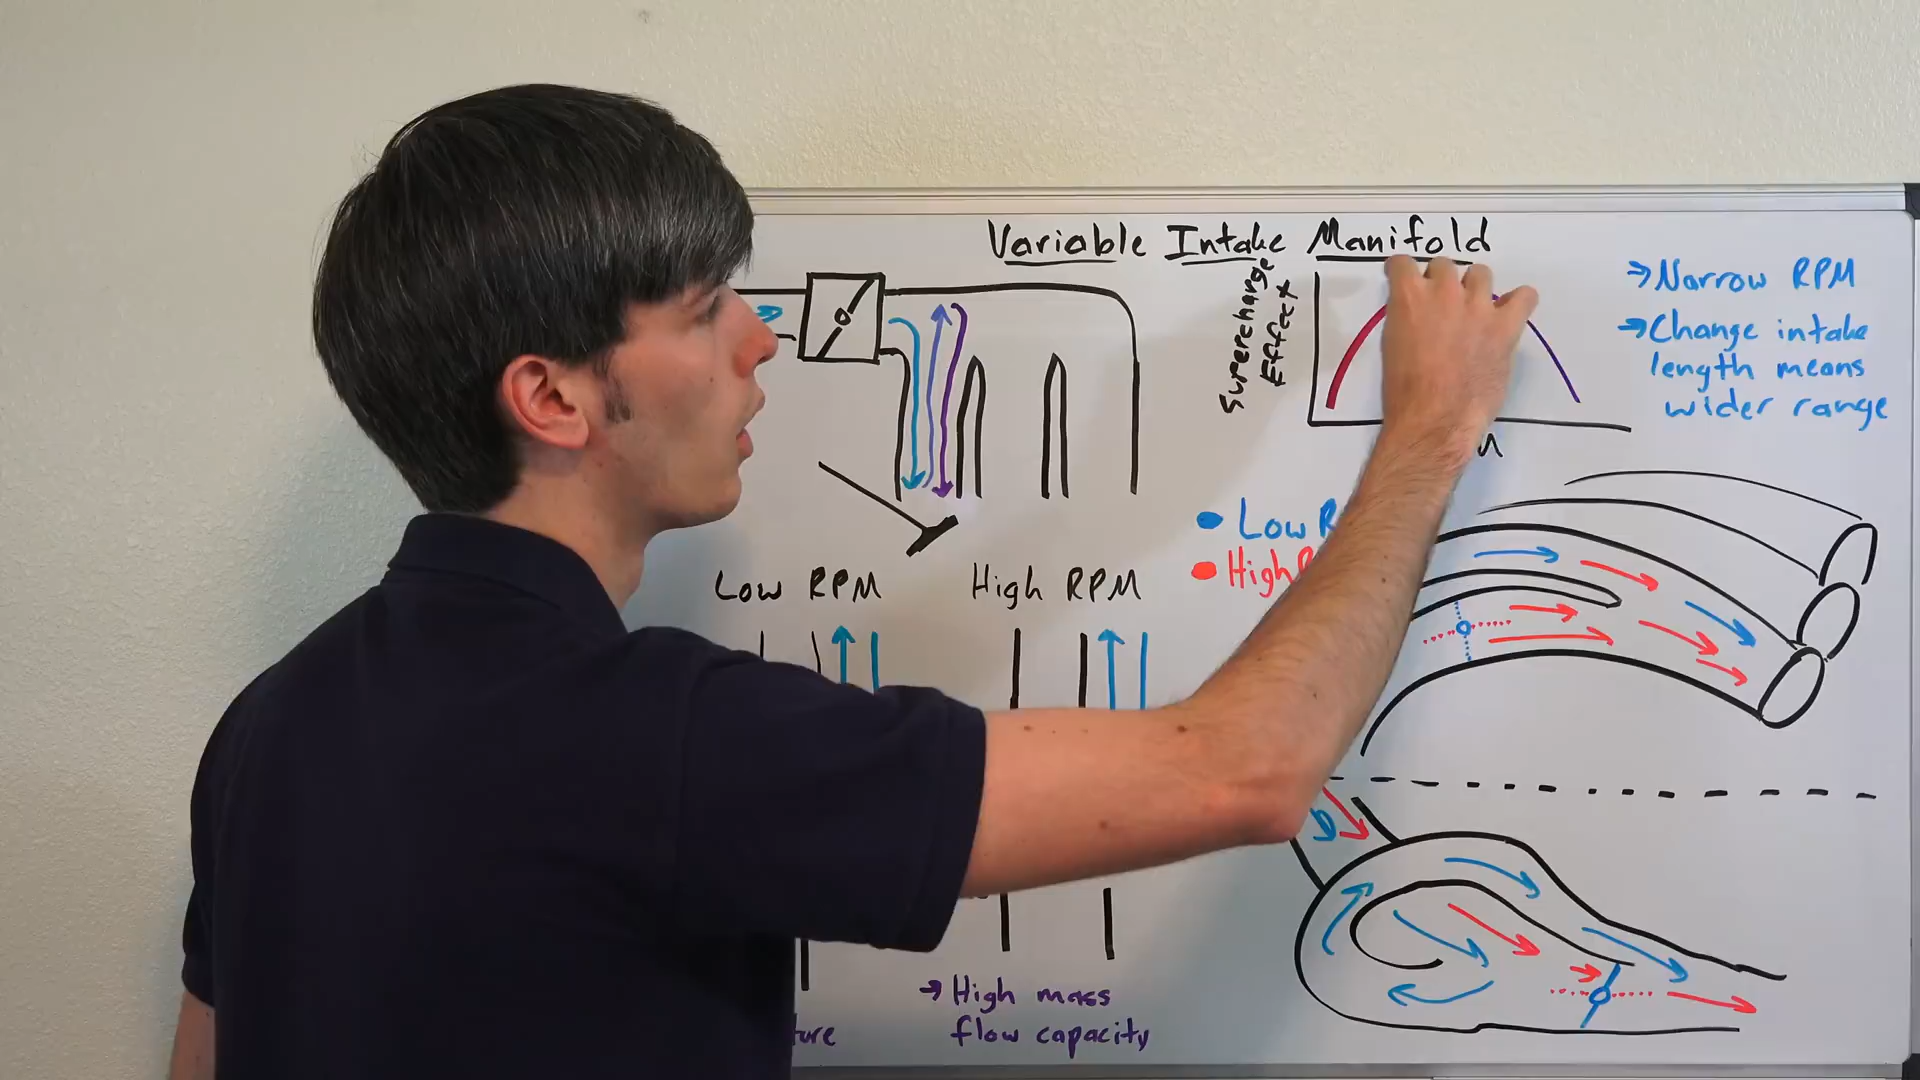 Variable Intake Manifold
Supercharge
Effect
→ Narrow RPM
→ Change intake
length means
wider range
Low
High
Low RPM
High RPM
→ High mass
flow capacity